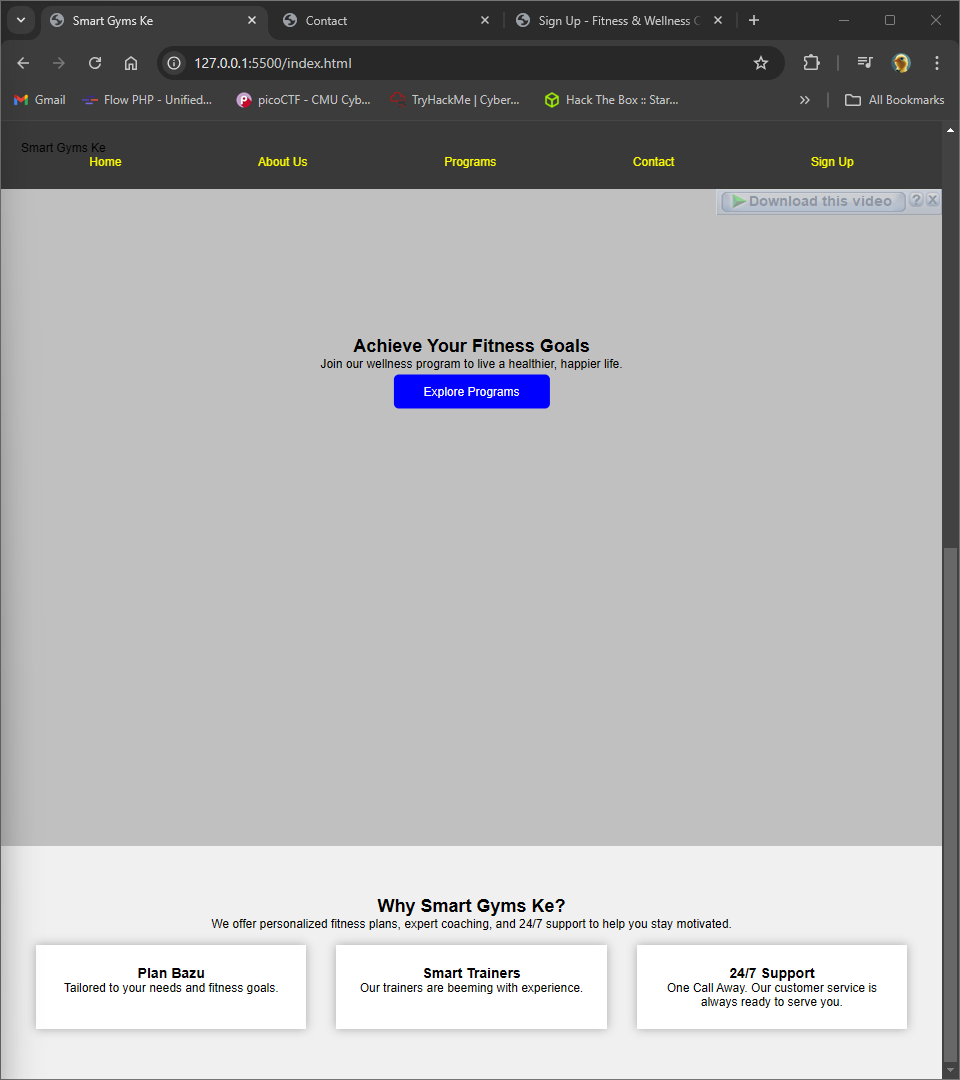 Smart Gyms Ke
Contact
Sign Up - Fitness & Wellness C
127.0.0.1:5500/index.html
Gmail
Flow PHP - Unified...
picoCTF - CMU Cyb...
TryHackMe | Cyber...
Hack The Box :: Star...
All Bookmarks
Smart Gyms Ke
Home
About Us
Programs
Contact
Sign Up
Download this video
Achieve Your Fitness Goals
Join our wellness program to live a healthier, happier life.
Explore Programs
Why Smart Gyms Ke?
We offer personalized fitness plans, expert coaching, and 24/7 support to help you stay motivated.
Plan Bazu
Tailored to your needs and fitness goals.
Smart Trainers
Our trainers are beeming with experience.
24/7 Support
One Call Away. Our customer service is
always ready to serve you.